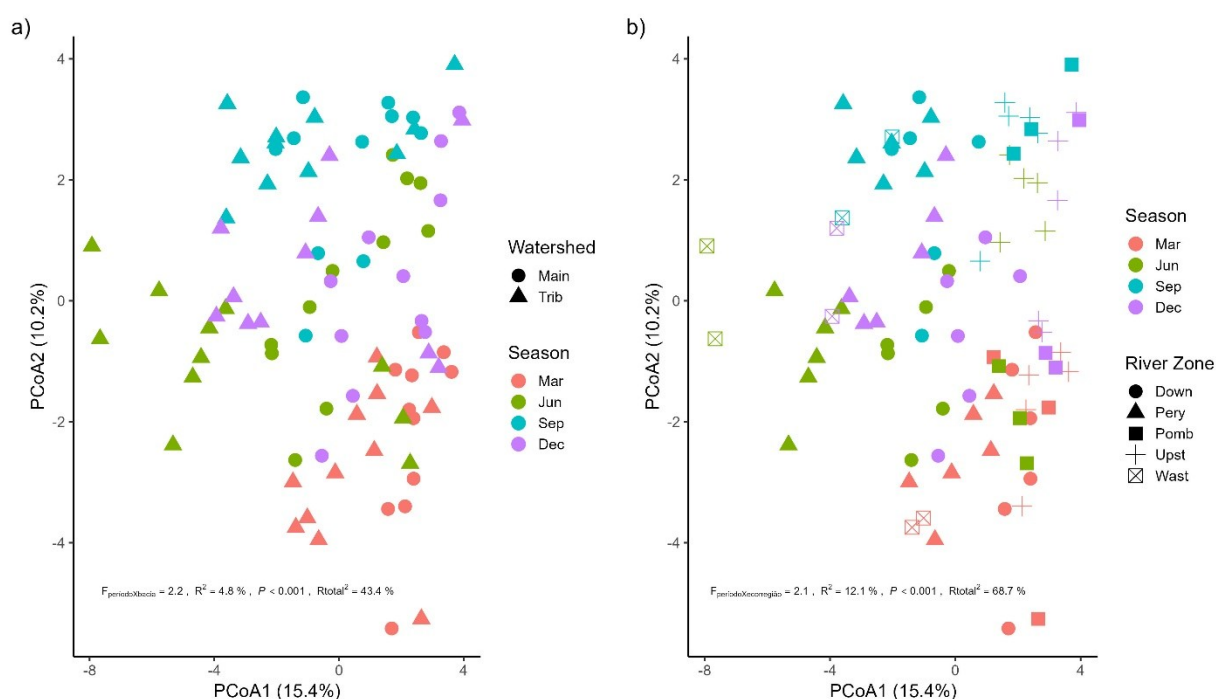 a)
PCoA2 (10.2%)
4
2
0
-2
-4
-8
-4
0
4
PCoA1 (15.4%)
F_períodoXbacia = 2.2 , R² = 4.8 % , P < 0.001 , Rtotal² = 43.4 %
Watershed
Main
Trib
Season
Mar
Jun
Sep
Dec
b)
PCoA2 (10.2%)
4
2
0
-2
-4
-8
-4
0
4
PCoA1 (15.4%)
F_períodoXecorregião = 2.1 , R² = 12.1 % , P < 0.001 , Rtotal² = 68.7 %
Season
Mar
Jun
Sep
Dec
River Zone
Down
Pery
Pomb
Upst
Wast